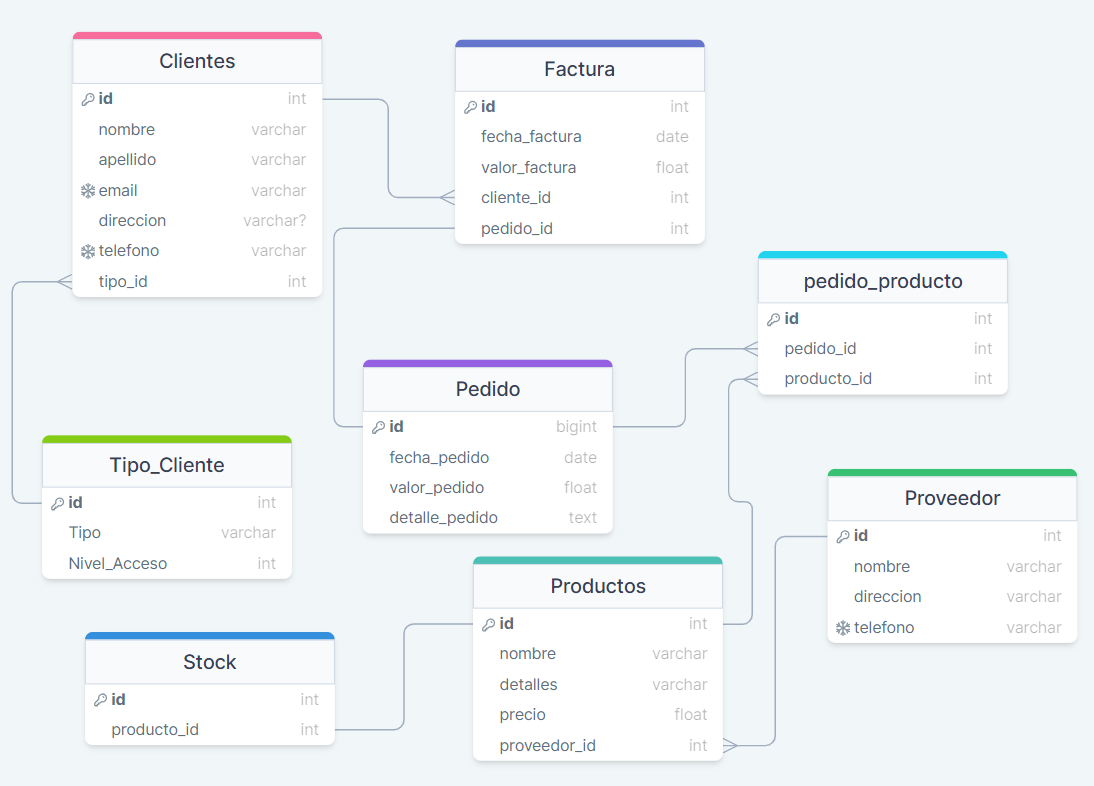 Clientes
id int
nombre varchar
apellido varchar
email varchar
direccion varchar?
telefono varchar
tipo_id int
Factura
id int
fecha_factura date
valor_factura float
cliente_id int
pedido_id int
pedido_producto
id int
pedido_id int
producto_id int
Pedido
id bigint
fecha_pedido date
valor_pedido float
detalle_pedido text
Tipo_Cliente
id int
Tipo varchar
Nivel_Acceso int
Proveedor
id int
nombre varchar
direccion varchar
telefono varchar
Productos
id int
nombre varchar
detalles varchar
precio float
proveedor_id int
Stock
id int
producto_id int